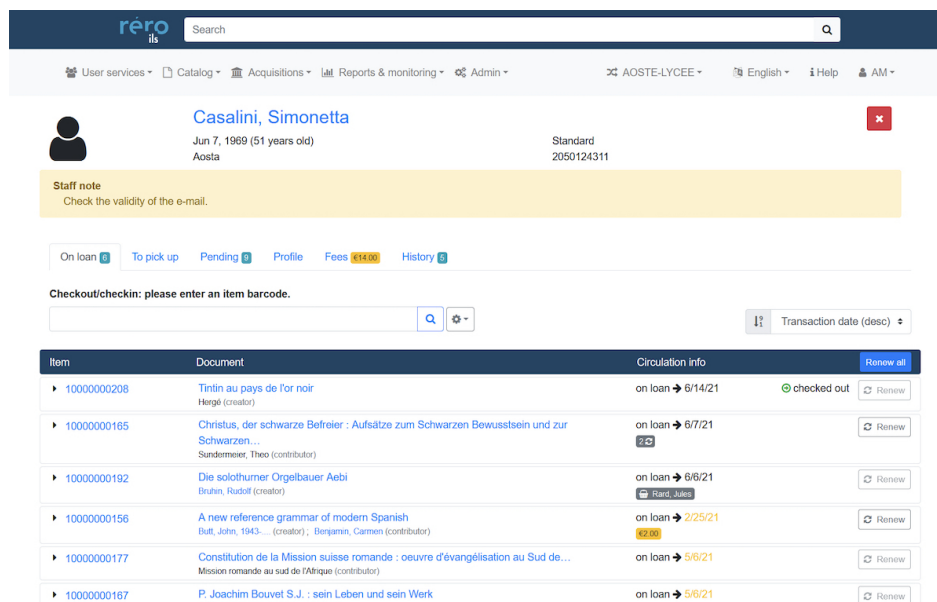 rero ils
Search
User services Catalog Acquisitions Reports & monitoring Admin AOSTE-LYCEE English Help AM
Casalini, Simonetta
Jun 7, 1969 (51 years old) Standard
Aosta 2050124311
Staff note
Check the validity of the e-mail.
On loan 6 To pick up Pending 9 Profile Fees €14.00 History 5
Checkout/checkin: please enter an item barcode.
Transaction date (desc)
Item Document Circulation info Renew all
10000000208 Tintin au pays de l'or noir on loan → 6/14/21 checked out Renew
Hergé (creator)
10000000165 Christus, der schwarze Befreier : Aufsätze zum Schwarzen Bewusstsein und zur on loan → 6/7/21 Renew
Schwarzen… 2
Sundermeier, Theo (contributor)
10000000192 Die solothurner Orgelbauer Aebi on loan → 6/6/21 Renew
Bruhin, Rudolf (creator) Rard, Jules
10000000156 A new reference grammar of modern Spanish on loan → 2/25/21 Renew
Butt, John, 1943-… (creator) ; Benjamin, Carmen (contributor) €2.00
10000000177 Constitution de la Mission suisse romande : oeuvre d'évangélisation au Sud de… on loan → 5/6/21 Renew
Mission romande au sud de l'Afrique (contributor)
10000000167 P. Joachim Bouvet S.J. : sein Leben und sein Werk on loan → 5/6/21 Renew